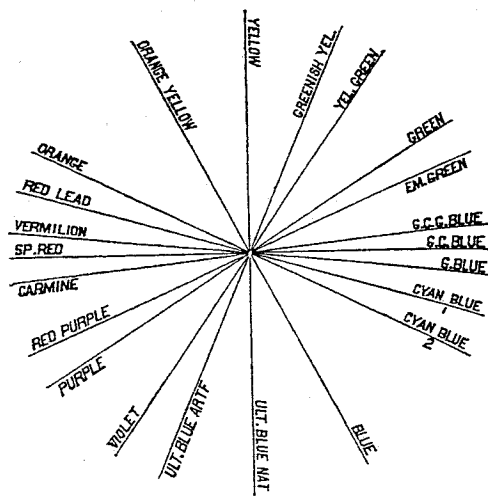 YELLOW
GREENISH YEL.
YEL. GREEN
GREEN
EM. GREEN
G.C.G. BLUE
G.C. BLUE
G. BLUE
CYAN BLUE
1
CYAN BLUE
2
BLUE
ULT. BLUE NAT
ULT. BLUE ARTF
VIOLET
PURPLE
RED PURPLE
CARMINE
SP. RED
VERMILION
RED LEAD
ORANGE
ORANGE YELLOW